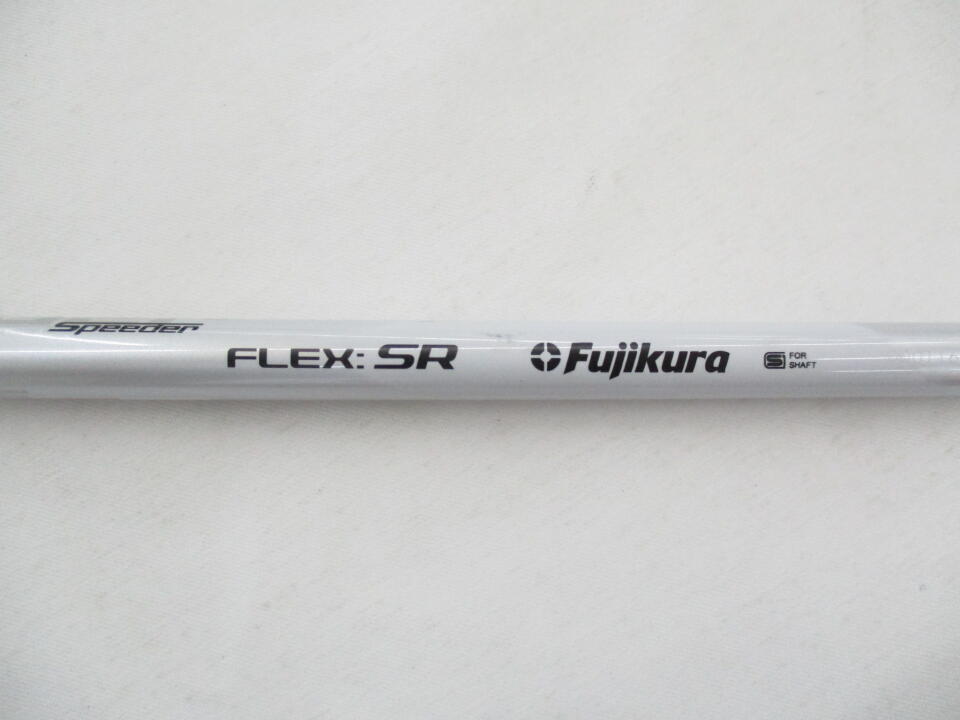 Speeder
FLEX: SR
Fujikura
S FOR
SHAFT